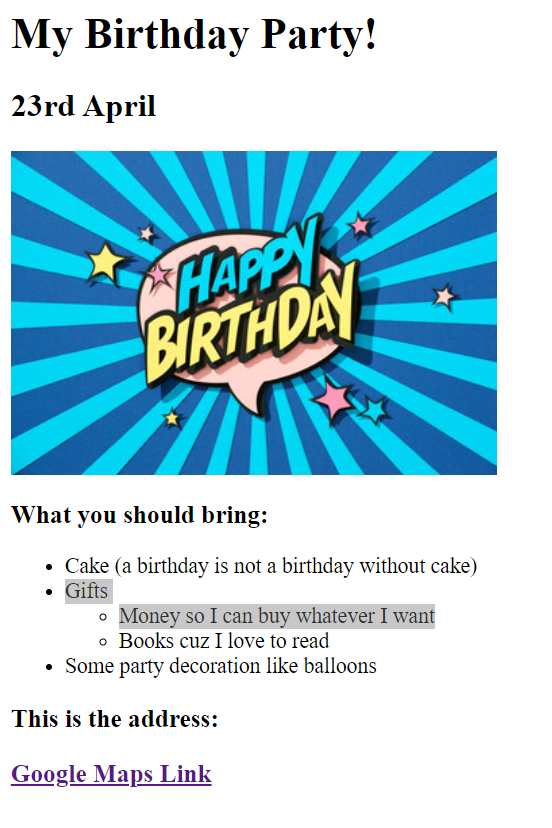 My Birthday Party!
23rd April
HAPPY
BIRTHDAY
What you should bring:
Cake (a birthday is not a birthday without cake)
Gifts
Money so I can buy whatever I want
Books cuz I love to read
Some party decoration like balloons
This is the address:
Google Maps Link